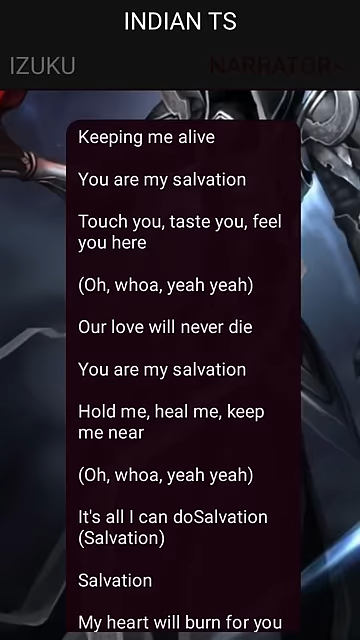 INDIAN TS
IZUKU
NARRATOR~
Keeping me alive
You are my salvation
Touch you, taste you, feel
you here
(Oh, whoa, yeah yeah)
Our love will never die
You are my salvation
Hold me, heal me, keep
me near
(Oh, whoa, yeah yeah)
It's all I can doSalvation
(Salvation)
Salvation
My heart will burn for you